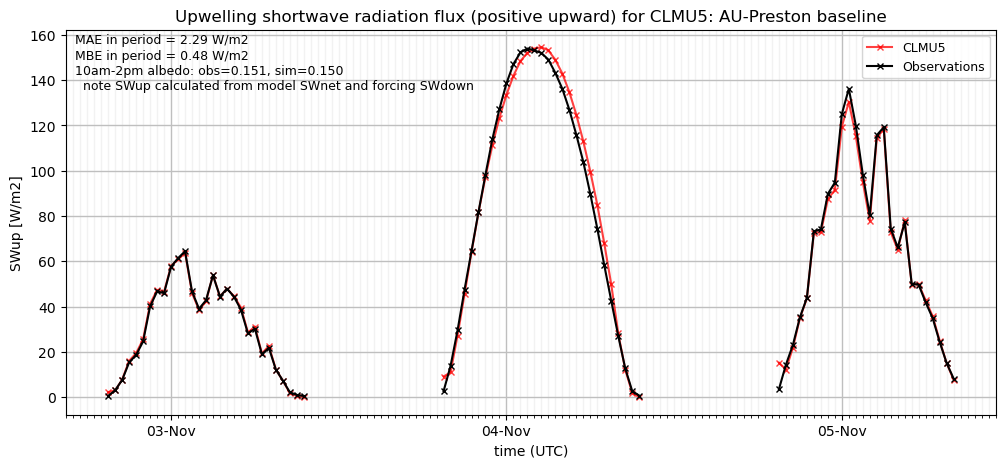 Upwelling shortwave radiation flux (positive upward) for CLMU5: AU-Preston baseline
MAE in period = 2.29 W/m2
MBE in period = 0.48 W/m2
10am-2pm albedo: obs=0.151, sim=0.150
note SWup calculated from model SWnet and forcing SWdown
CLMU5
Observations
SWup [W/m2]
160
140
120
100
80
60
40
20
0
03-Nov
04-Nov
05-Nov
time (UTC)